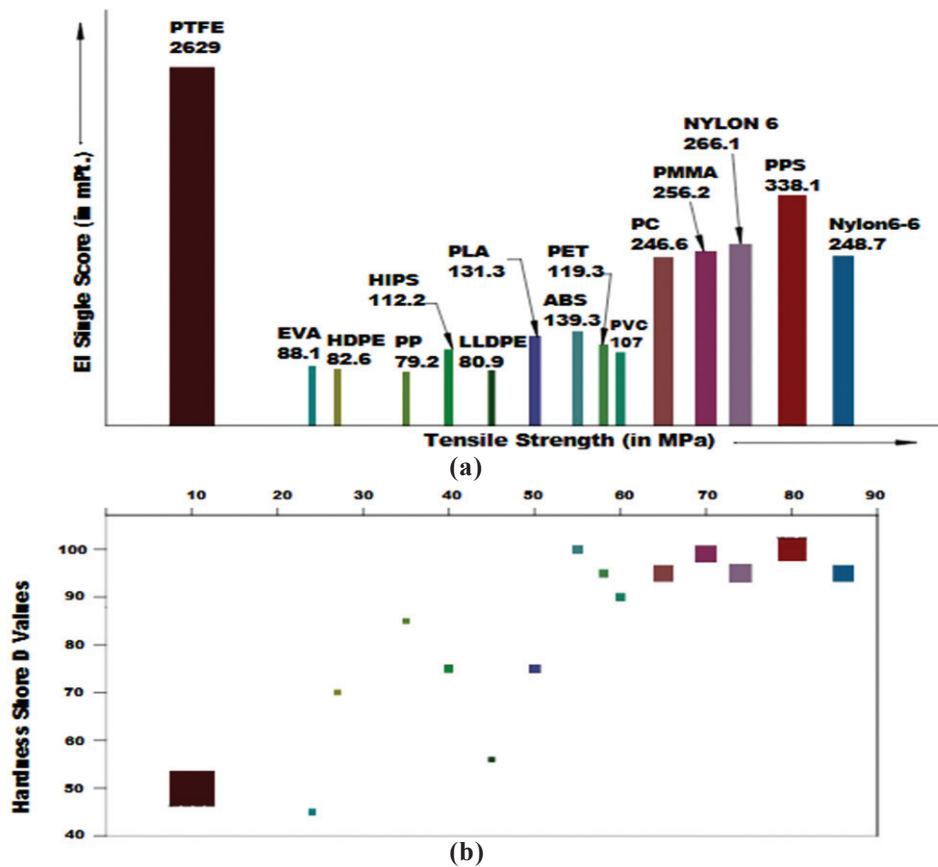 PTFE
2629
EI Single Score (in mPt.)
NYLON 6
266.1
PMMA
256.2
PPS
338.1
PC
246.6
Nylon6-6
248.7
PLA
131.3
PET
119.3
HIPS
112.2
ABS
139.3
PVC
107
EVA
88.1
HDPE
82.6
PP
79.2
LLDPE
80.9
Tensile Strength (in MPa)
(a)
10 20 30 40 50 60 70 80 90
Hardness Shore D Values
100
90
80
70
60
50
40
(b)